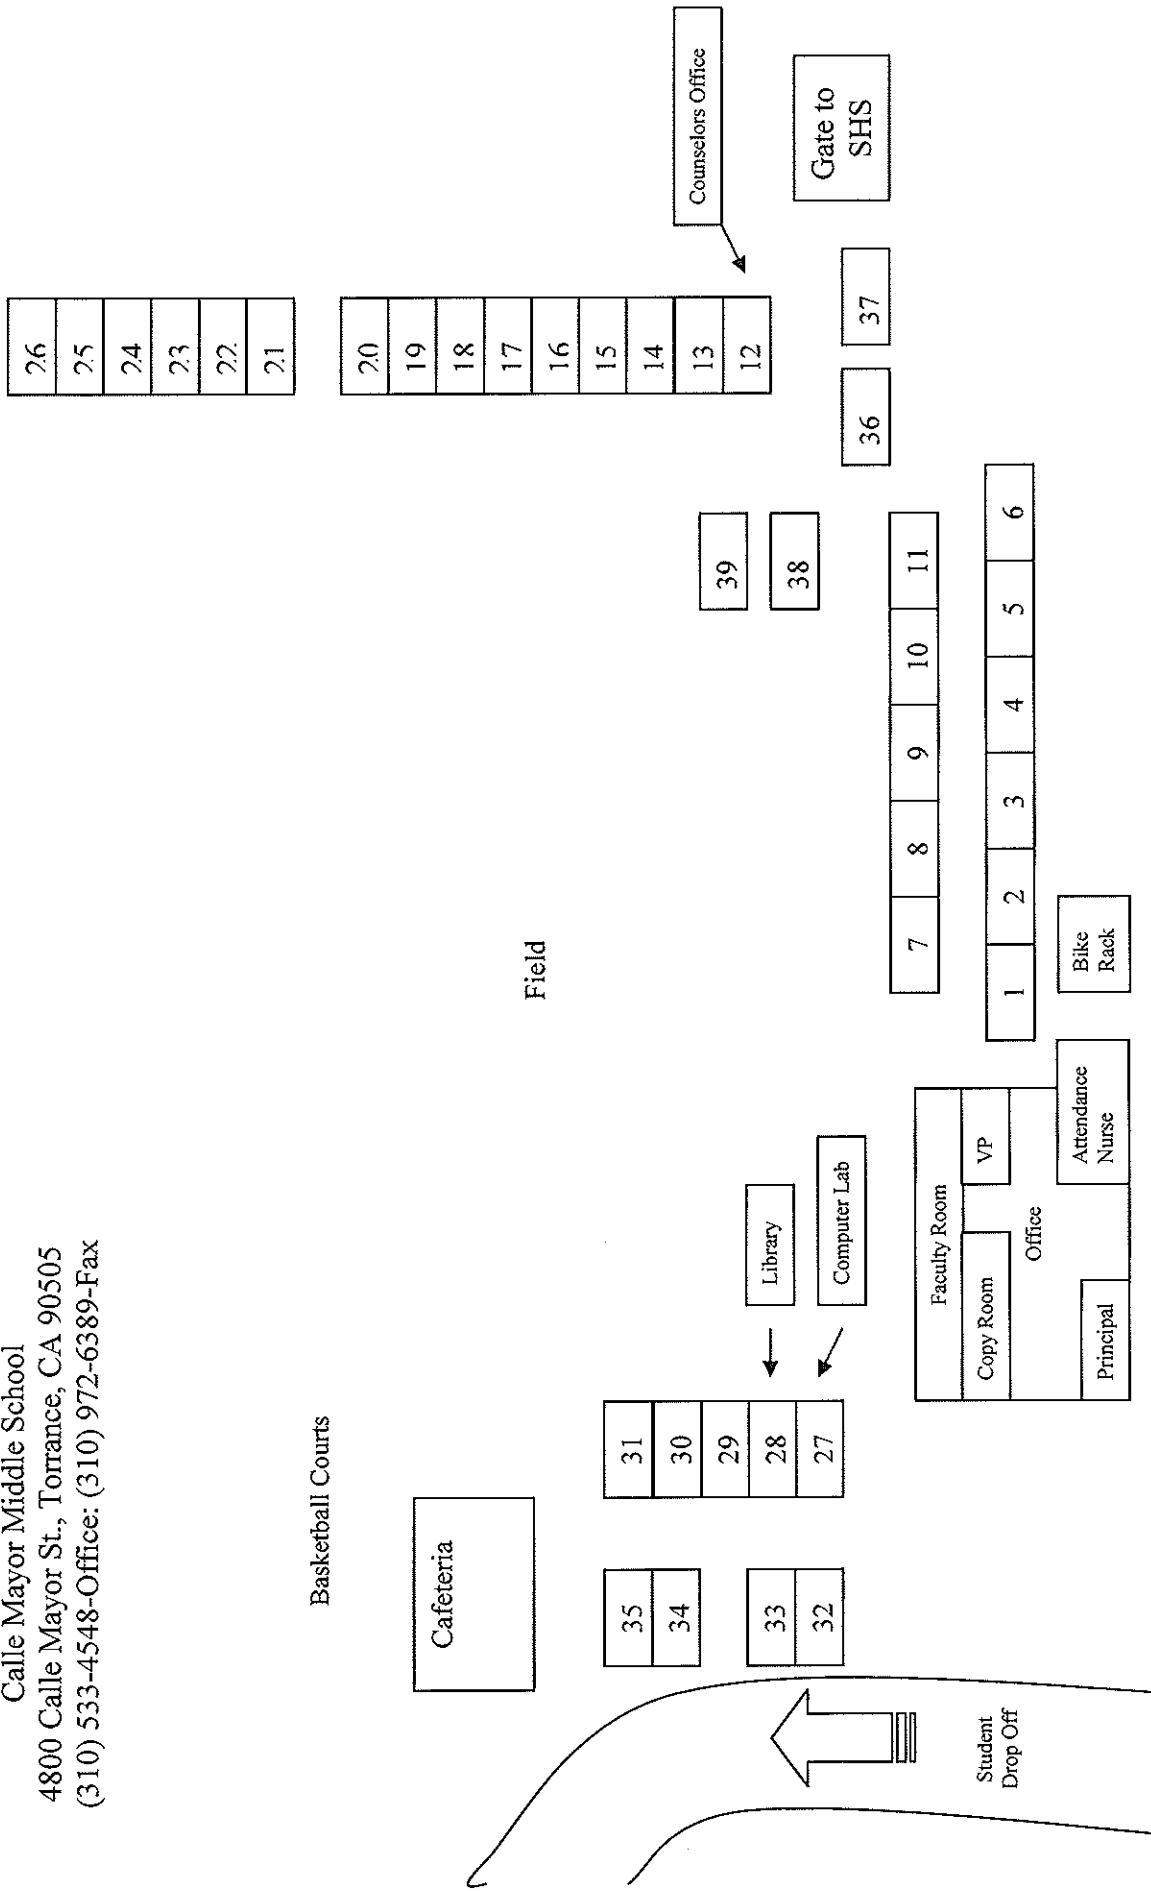 Calle Mayor Middle School
4800 Calle Mayor St., Torrance, CA 90505
(310) 533-4548-Office: (310) 972-6389-Fax
26
25
24
23
22
21
20
19
18
17
16
15
14
13
12
Counselors Office
Gate to
SHS
37
36
39
38
Basketball Courts
Cafeteria
Field
35
34
33
32
31
30
29
28
27
Library
Computer Lab
7
8
9
10
11
1
2
3
4
5
6
Bike
Rack
Faculty Room
Copy Room
VP
Office
Attendance
Nurse
Principal
Student
Drop Off